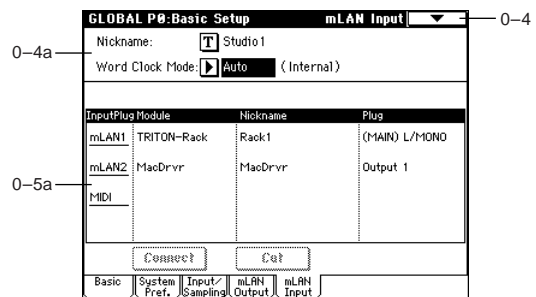 GLOBAL P0:Basic Setup mLAN Input
0–4
0–4a
Nickname: T Studio1
Word Clock Mode: Auto (Internal)
InputPlug Module Nickname Plug
mLAN1 TRITON-Rack Rack1 (MAIN) L/MONO
mLAN2 MacDrvr MacDrvr Output 1
0–5a
MIDI
Connect Cut
Basic System Pref. Input/ Sampling mLAN Output mLAN Input